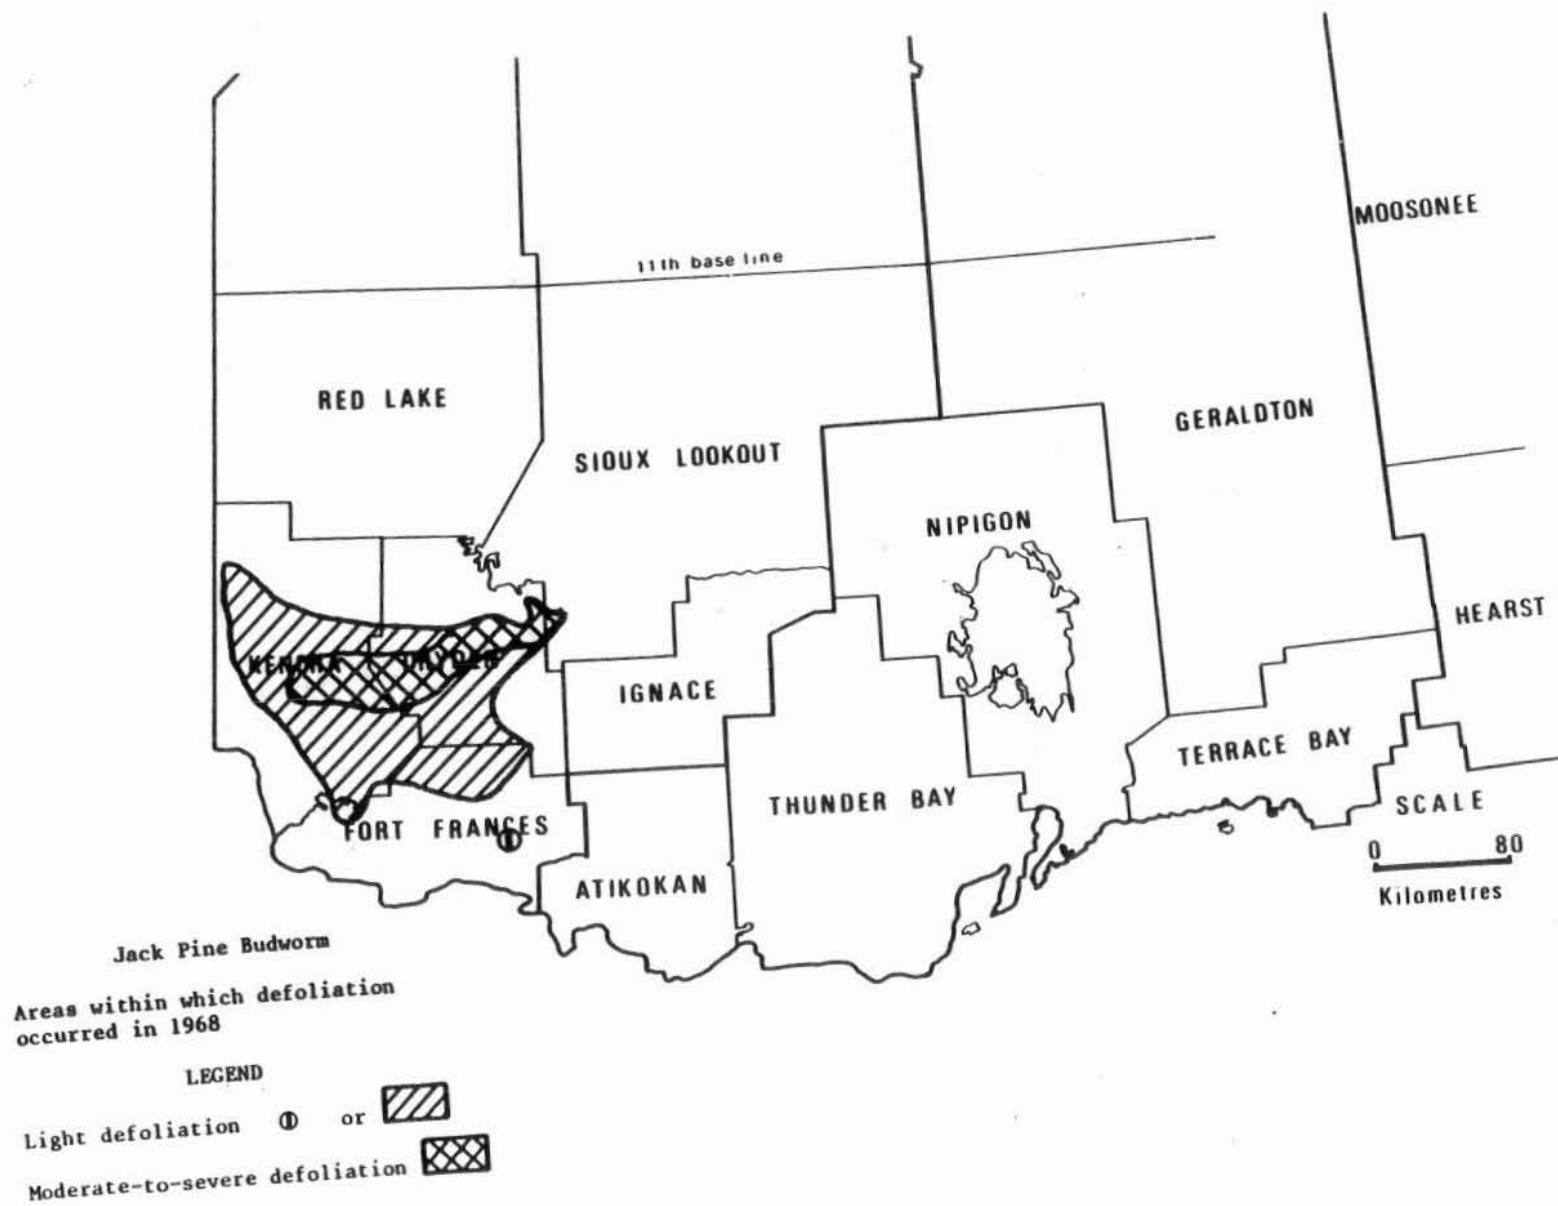 MOOSONEE
11th base line
RED LAKE
GERALDTON
SIOUX LOOKOUT
NIPIGON
HEARST
KENORA
DRYDEN
IGNACE
TERRACE BAY
THUNDER BAY
SCALE
FORT FRANCES
0 80
ATIKOKAN
Kilometres
Jack Pine Budworm
Areas within which defoliation
occurred in 1968
LEGEND
Light defoliation or
Moderate-to-severe defoliation